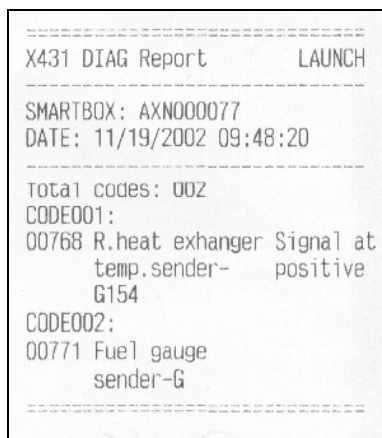 X431 DIAG Report LAUNCH
SMARTBOX: AXN000077
DATE: 11/19/2002 09:48:20
Total codes: 002
CODE001:
00768 R.heat exhanger Signal at
temp.sender- positive
G154
CODE002:
00771 Fuel gauge
sender-G